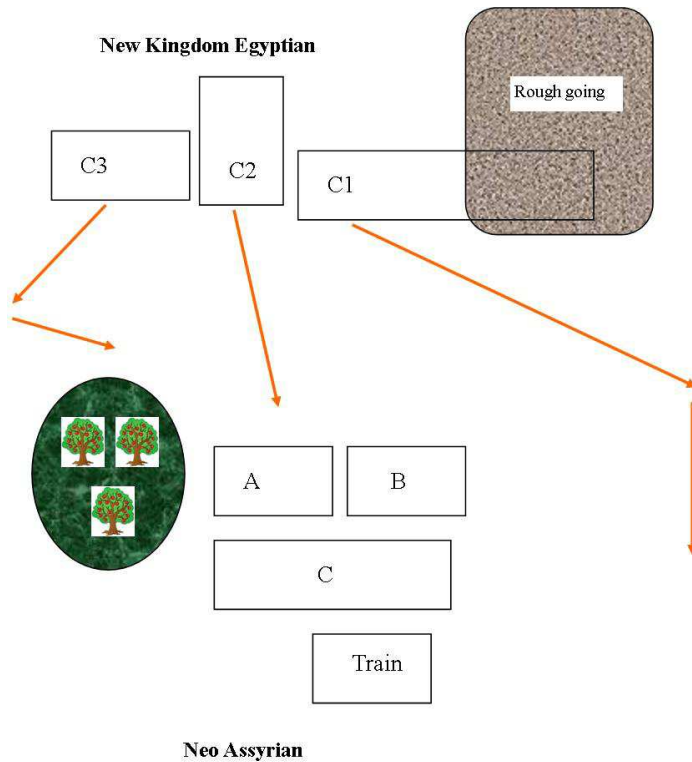 New Kingdom Egyptian
Rough going
C3
C2
C1
A
B
C
Train
Neo Assyrian